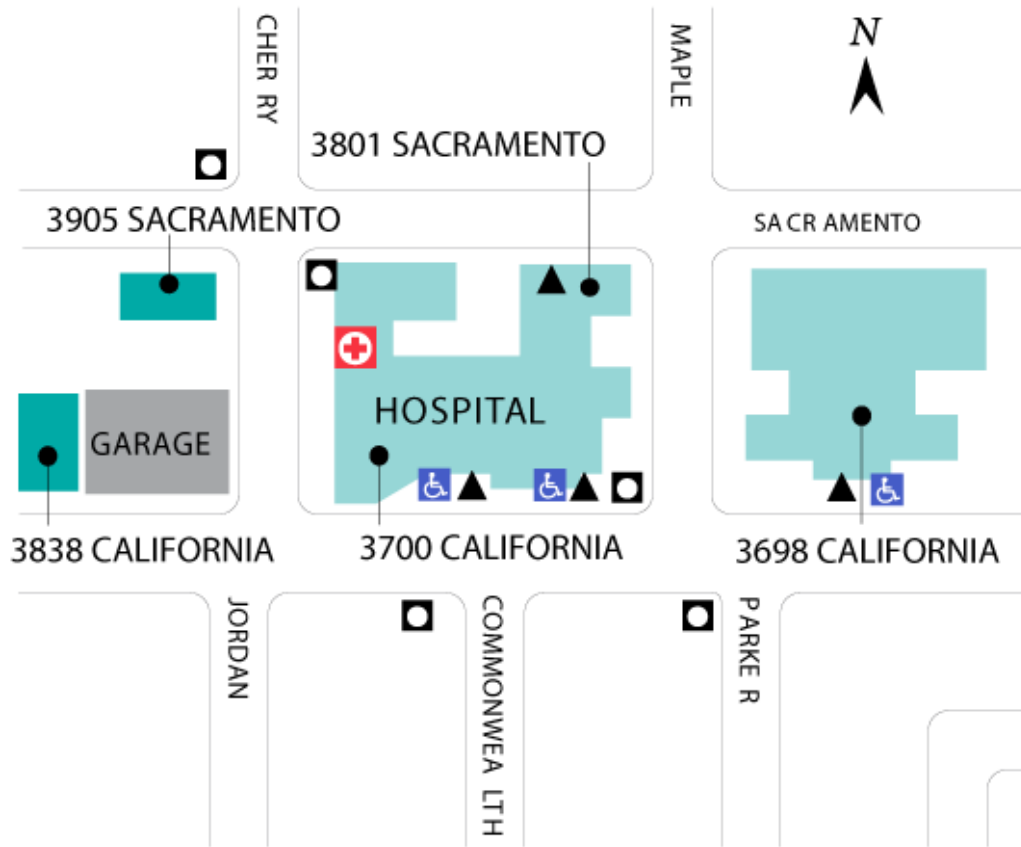 CHER RY
MAPLE
N
3801 SACRAMENTO
3905 SACRAMENTO
SA CR AMENTO
HOSPITAL
GARAGE
3838 CALIFORNIA
3700 CALIFORNIA
3698 CALIFORNIA
JORDAN
COMMONWEA LTH
PARKE R